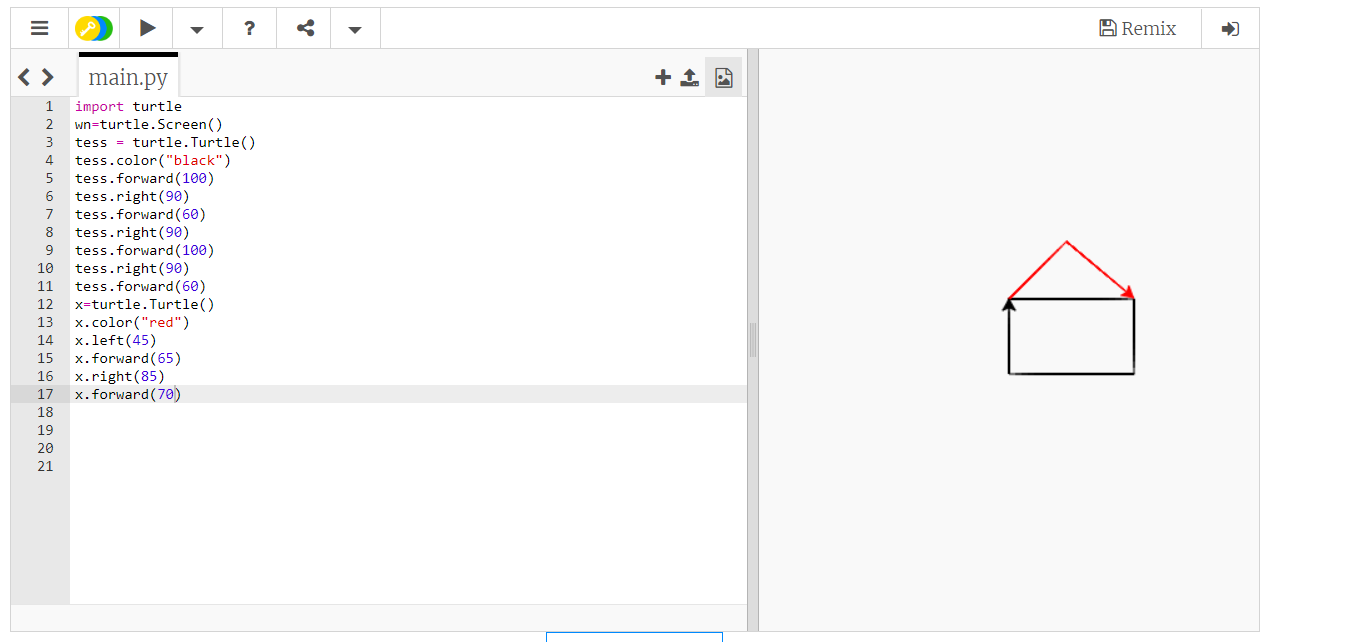 ?
Remix
main.py
1 import turtle
2 wn=turtle.Screen()
3 tess = turtle.Turtle()
4 tess.color("black")
5 tess.forward(100)
6 tess.right(90)
7 tess.forward(60)
8 tess.right(90)
9 tess.forward(100)
10 tess.right(90)
11 tess.forward(60)
12 x=turtle.Turtle()
13 x.color("red")
14 x.left(45)
15 x.forward(65)
16 x.right(85)
17 x.forward(70)
18
19
20
21